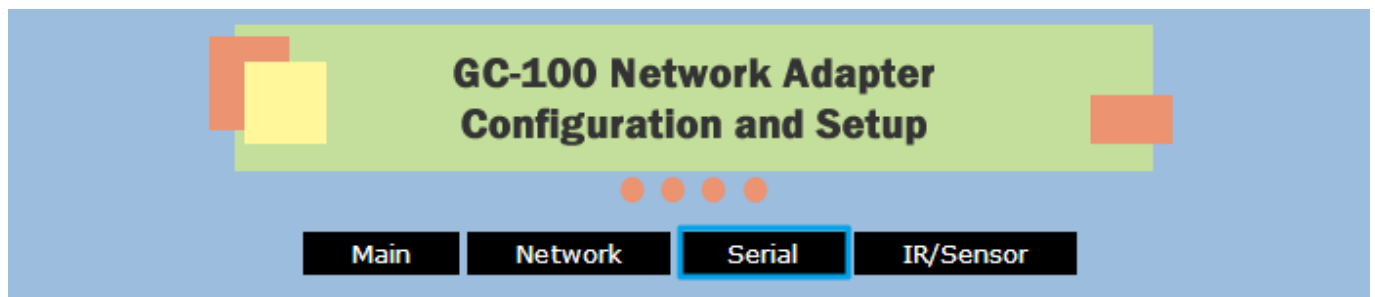 GC-100 Network Adapter
Configuration and Setup
Main Network Serial IR/Sensor